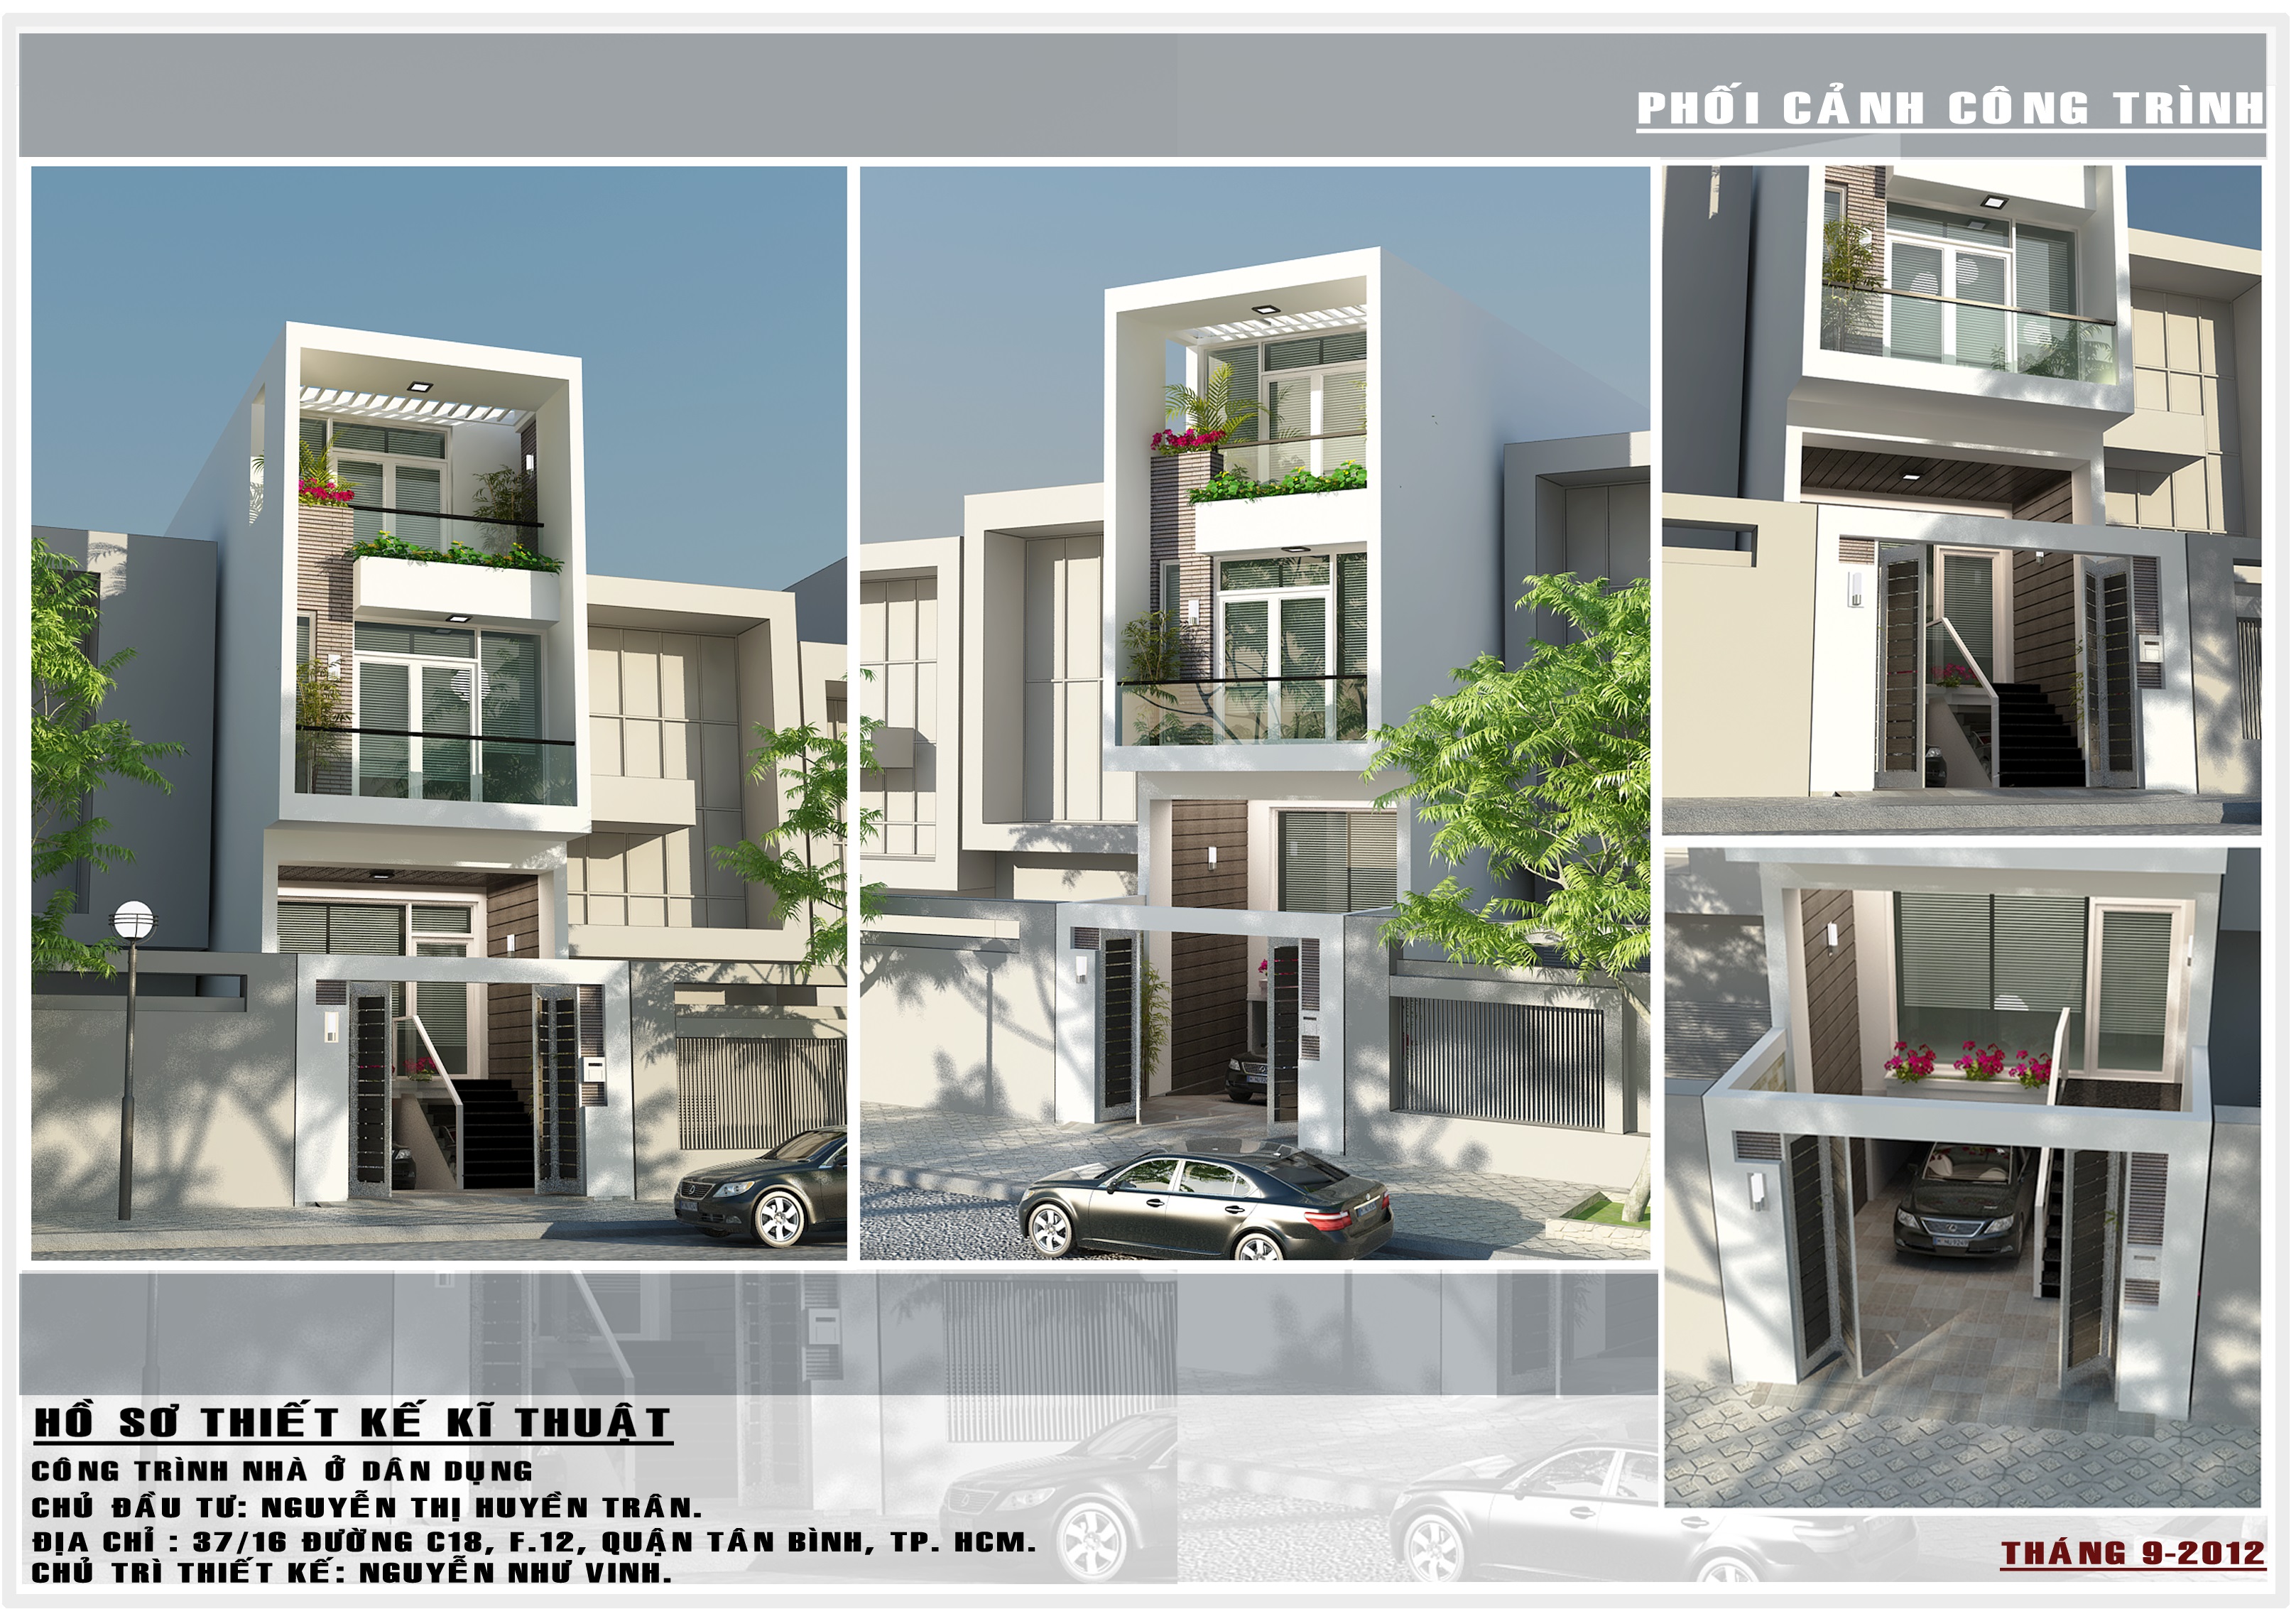 PHỐI CẢNH CÔNG TRÌNH
HỒ SƠ THIẾT KẾ KĨ THUẬT
CÔNG TRÌNH NHÀ Ở DÂN DỤNG
CHỦ ĐẦU TƯ: NGUYỄN THỊ HUYỀN TRÂN.
ĐỊA CHỈ : 37/16 ĐƯỜNG C18, F.12, QUẬN TÂN BÌNH, TP. HCM.
CHỦ TRÌ THIẾT KẾ: NGUYỄN NHƯ VINH.
THÁNG 9-2012